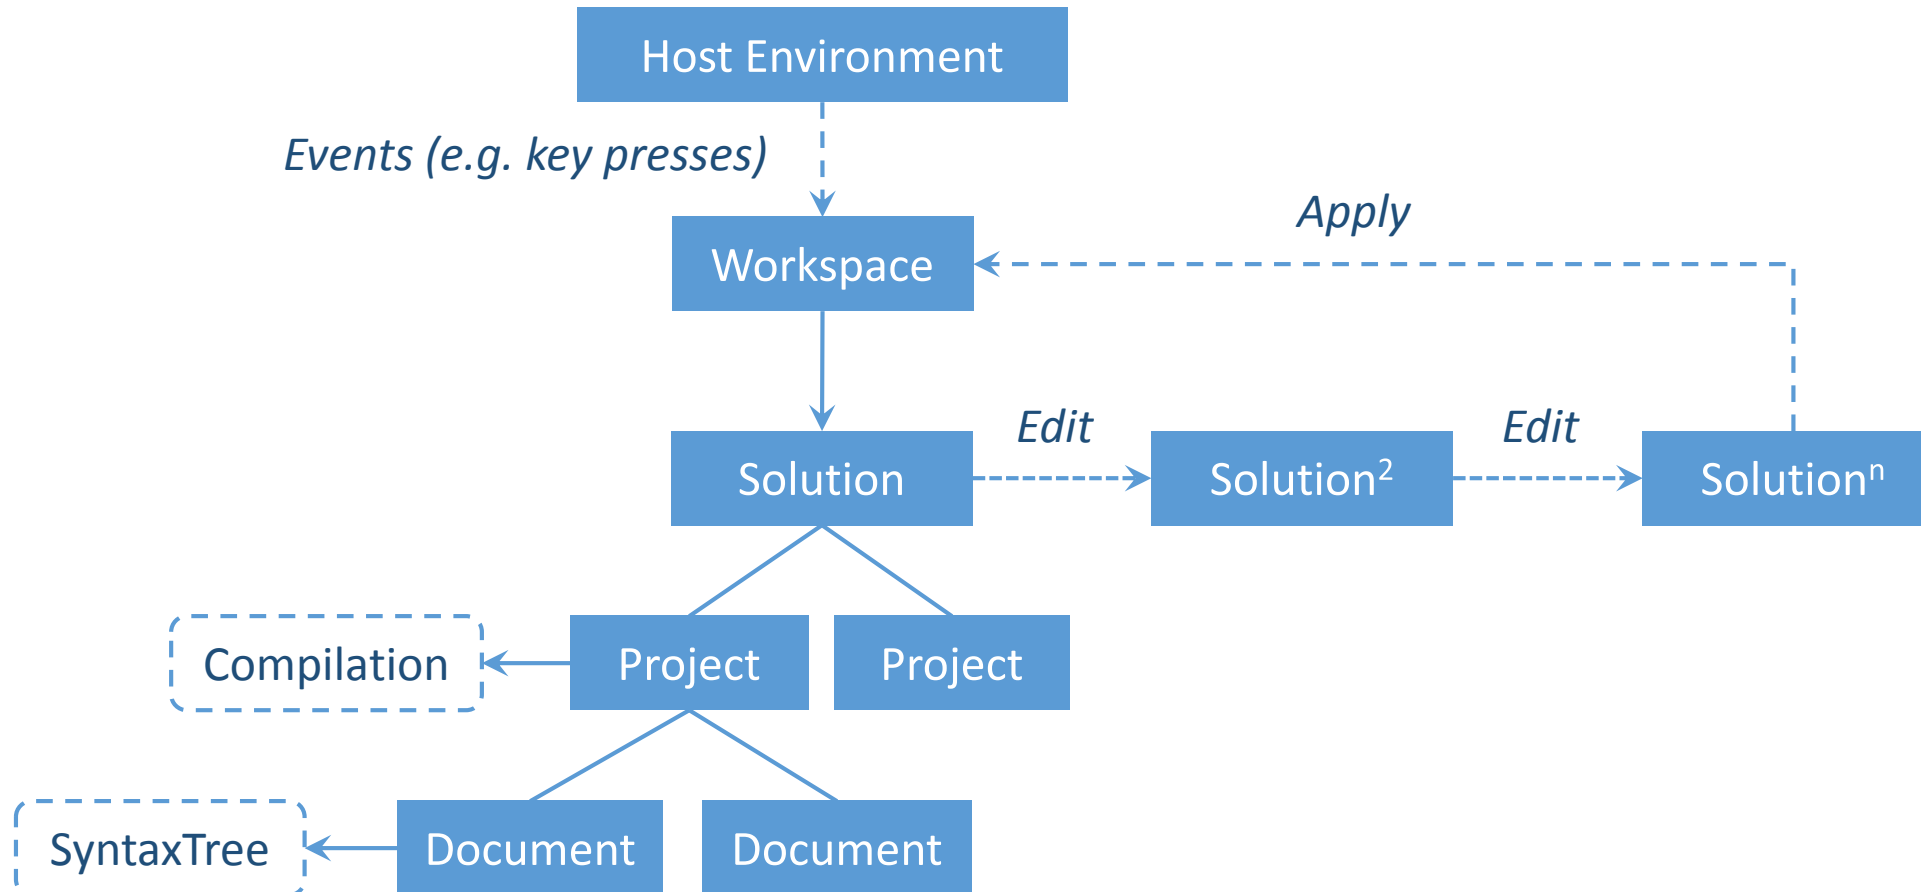 Host Environment
Events (e.g. key presses)
Apply
Workspace
Edit
Edit
Solution
Solution²
Solutionⁿ
Compilation
Project
Project
SyntaxTree
Document
Document